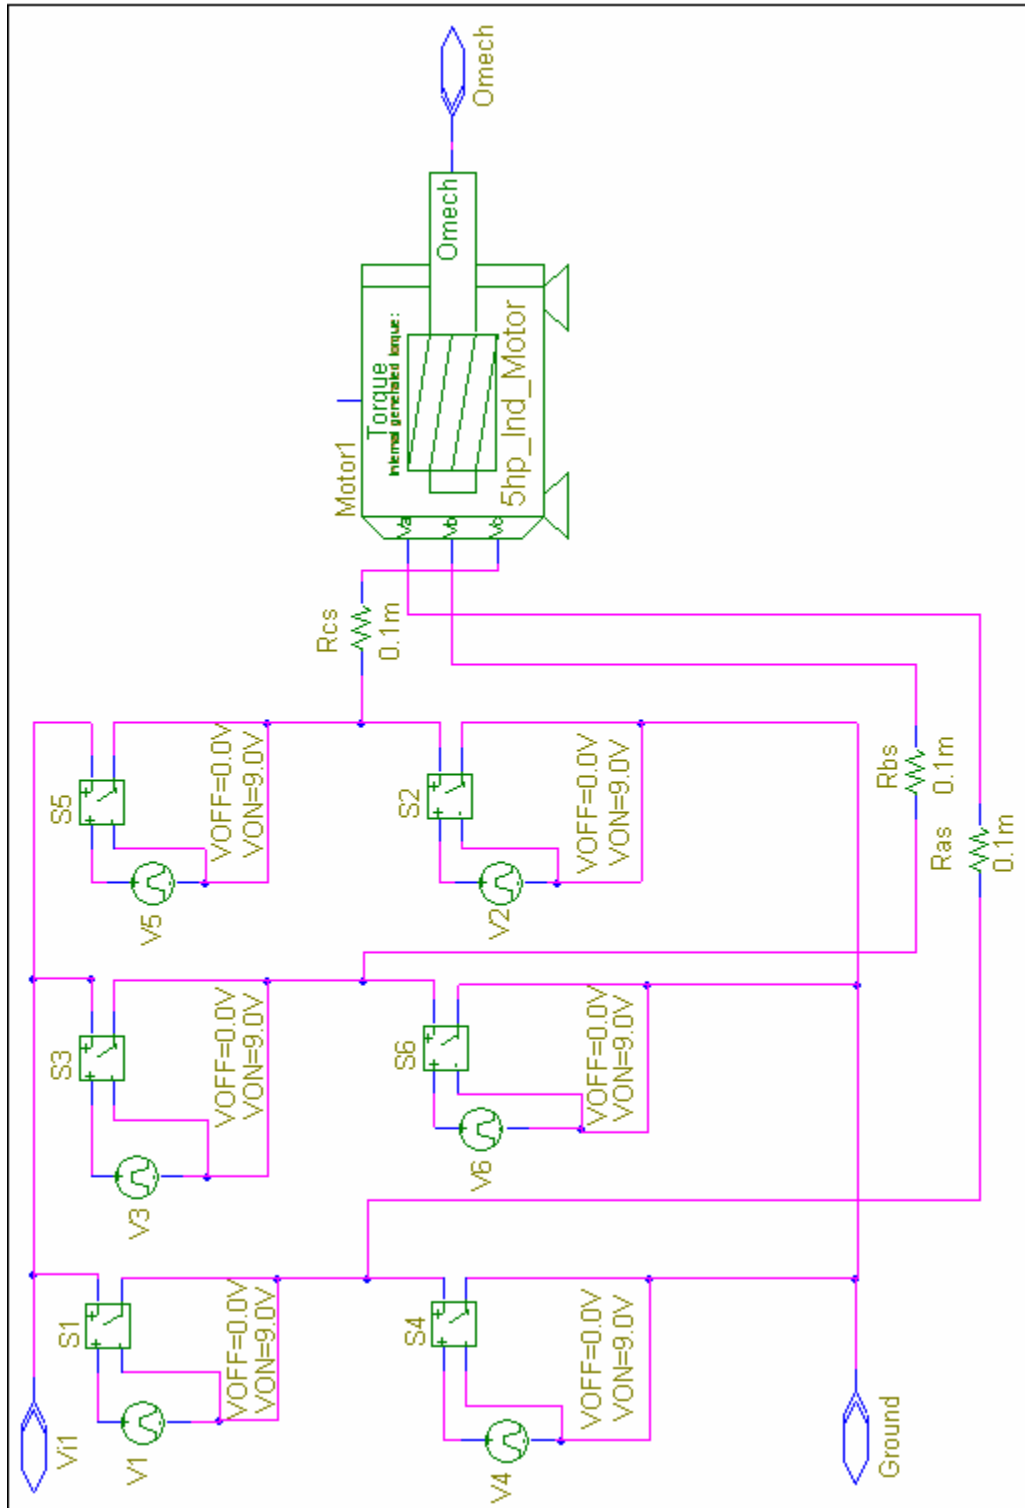 Vi1
S1
V1
VOFF=0.0V
VON=9.0V
S3
V3
VOFF=0.0V
VON=9.0V
S5
V5
VOFF=0.0V
VON=9.0V
S4
V4
VOFF=0.0V
VON=9.0V
S6
V6
VOFF=0.0V
VON=9.0V
S2
V2
VOFF=0.0V
VON=9.0V
Ground
Rcs
0.1m
Rbs
0.1m
Ras
0.1m
Motor1
Torque
Internal generated torque:
Va
Vb
Vc
5hp_Ind_Motor
Omech
Omech